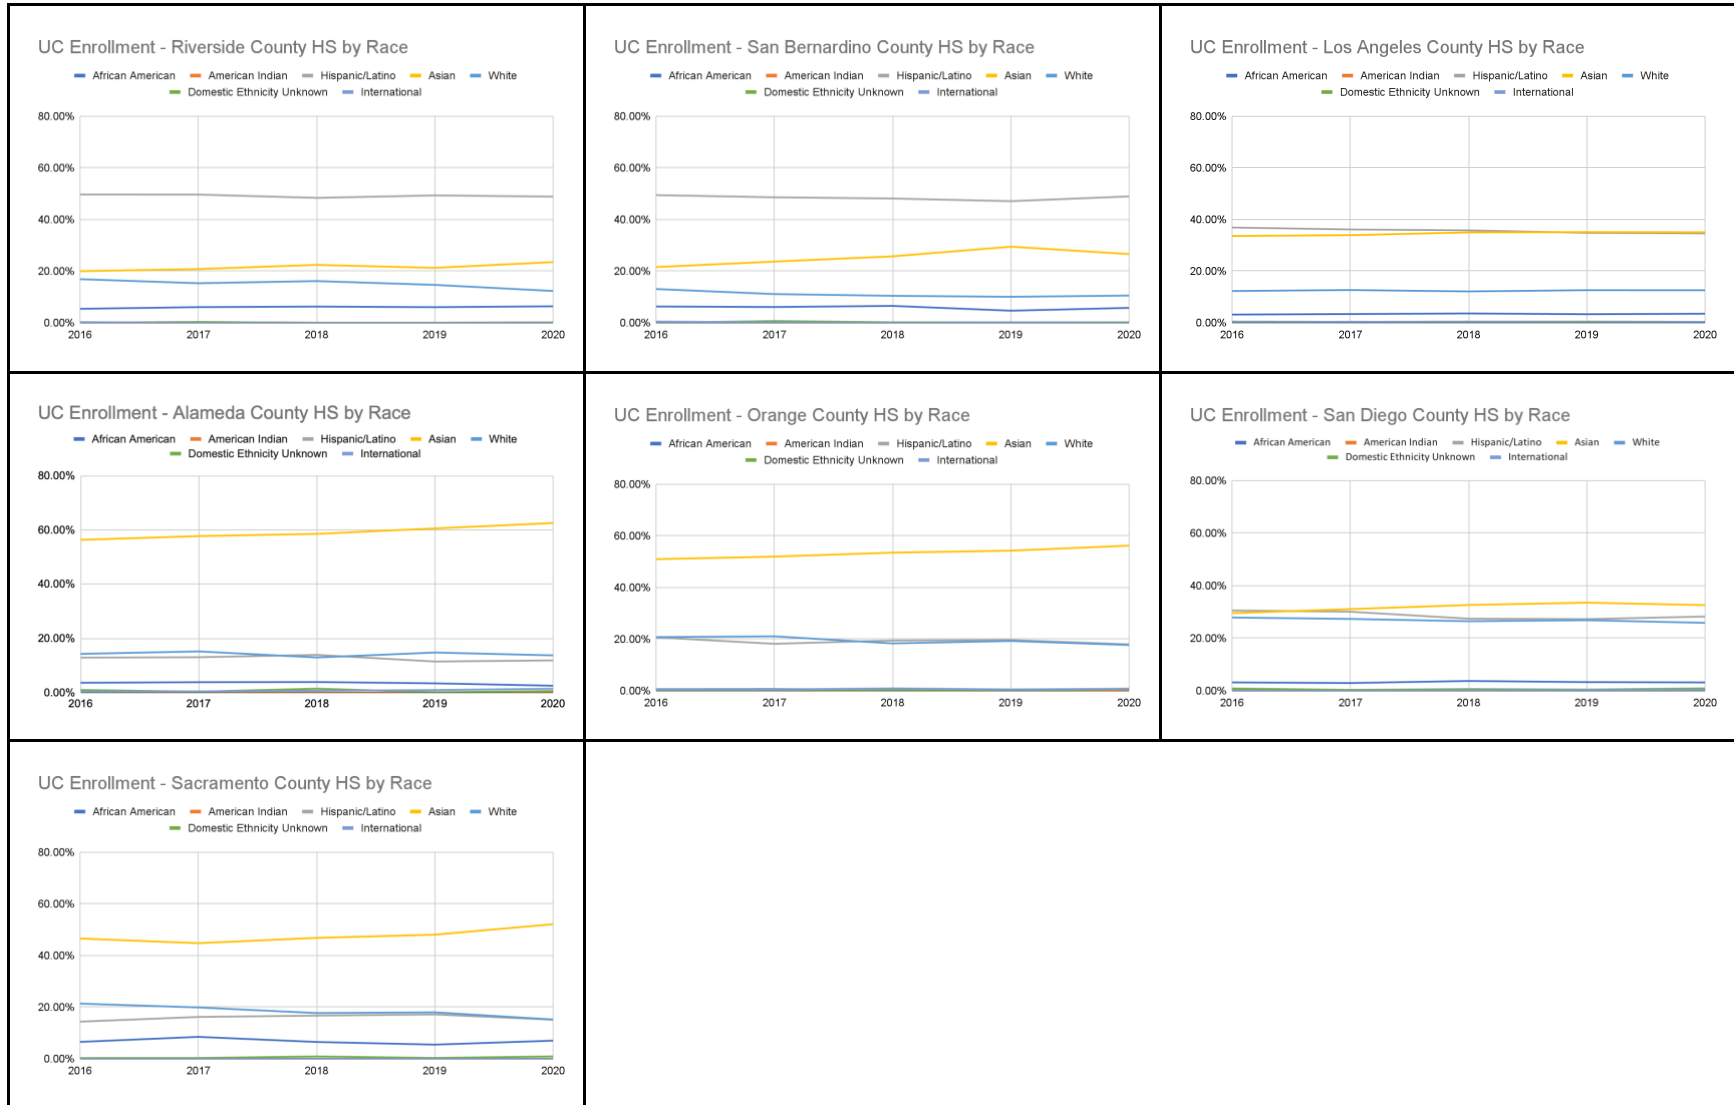 UC Enrollment - Riverside County HS by Race
African American American Indian Hispanic/Latino Asian White
Domestic Ethnicity Unknown International
80.00%
60.00%
40.00%
20.00%
0.00%
2016 2017 2018 2019 2020
UC Enrollment - San Bernardino County HS by Race
African American American Indian Hispanic/Latino Asian White
Domestic Ethnicity Unknown International
80.00%
60.00%
40.00%
20.00%
0.00%
2016 2017 2018 2019 2020
UC Enrollment - Los Angeles County HS by Race
African American American Indian Hispanic/Latino Asian White
Domestic Ethnicity Unknown International
80.00%
60.00%
40.00%
20.00%
0.00%
2016 2017 2018 2019 2020
UC Enrollment - Alameda County HS by Race
African American American Indian Hispanic/Latino Asian White
Domestic Ethnicity Unknown International
80.00%
60.00%
40.00%
20.00%
0.00%
2016 2017 2018 2019 2020
UC Enrollment - Orange County HS by Race
African American American Indian Hispanic/Latino Asian White
Domestic Ethnicity Unknown International
80.00%
60.00%
40.00%
20.00%
0.00%
2016 2017 2018 2019 2020
UC Enrollment - San Diego County HS by Race
African American American Indian Hispanic/Latino Asian White
Domestic Ethnicity Unknown International
80.00%
60.00%
40.00%
20.00%
0.00%
2016 2017 2018 2019 2020
UC Enrollment - Sacramento County HS by Race
African American American Indian Hispanic/Latino Asian White
Domestic Ethnicity Unknown International
80.00%
60.00%
40.00%
20.00%
0.00%
2016 2017 2018 2019 2020